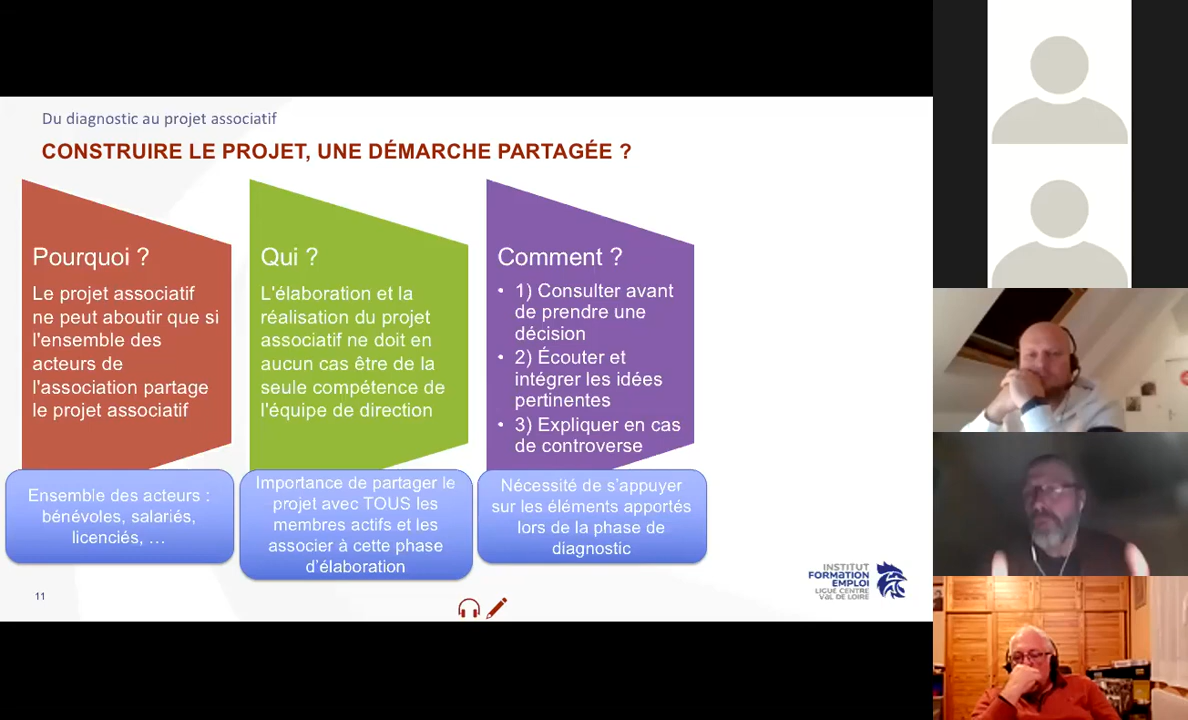 Du diagnostic au projet associatif
CONSTRUIRE LE PROJET, UNE DÉMARCHE PARTAGÉE ?
Pourquoi ?
Le projet associatif
ne peut aboutir que si
l'ensemble des
acteurs de
l'association partage
le projet associatif
Ensemble des acteurs :
bénévoles, salariés,
licenciés, …
Qui ?
L'élaboration et la
réalisation du projet
associatif ne doit en
aucun cas être de la
seule compétence de
l'équipe de direction
Importance de partager le
projet avec TOUS les
membres actifs et les
associer à cette phase
d’élaboration
Comment ?
• 1) Consulter avant
de prendre une
décision
• 2) Écouter et
intégrer les idées
pertinentes
• 3) Expliquer en cas
de controverse
Nécessité de s’appuyer
sur les éléments apportés
lors de la phase de
diagnostic
INSTITUT
FORMATION
EMPLOI
LIGUE CENTRE
VAL DE LOIRE
11